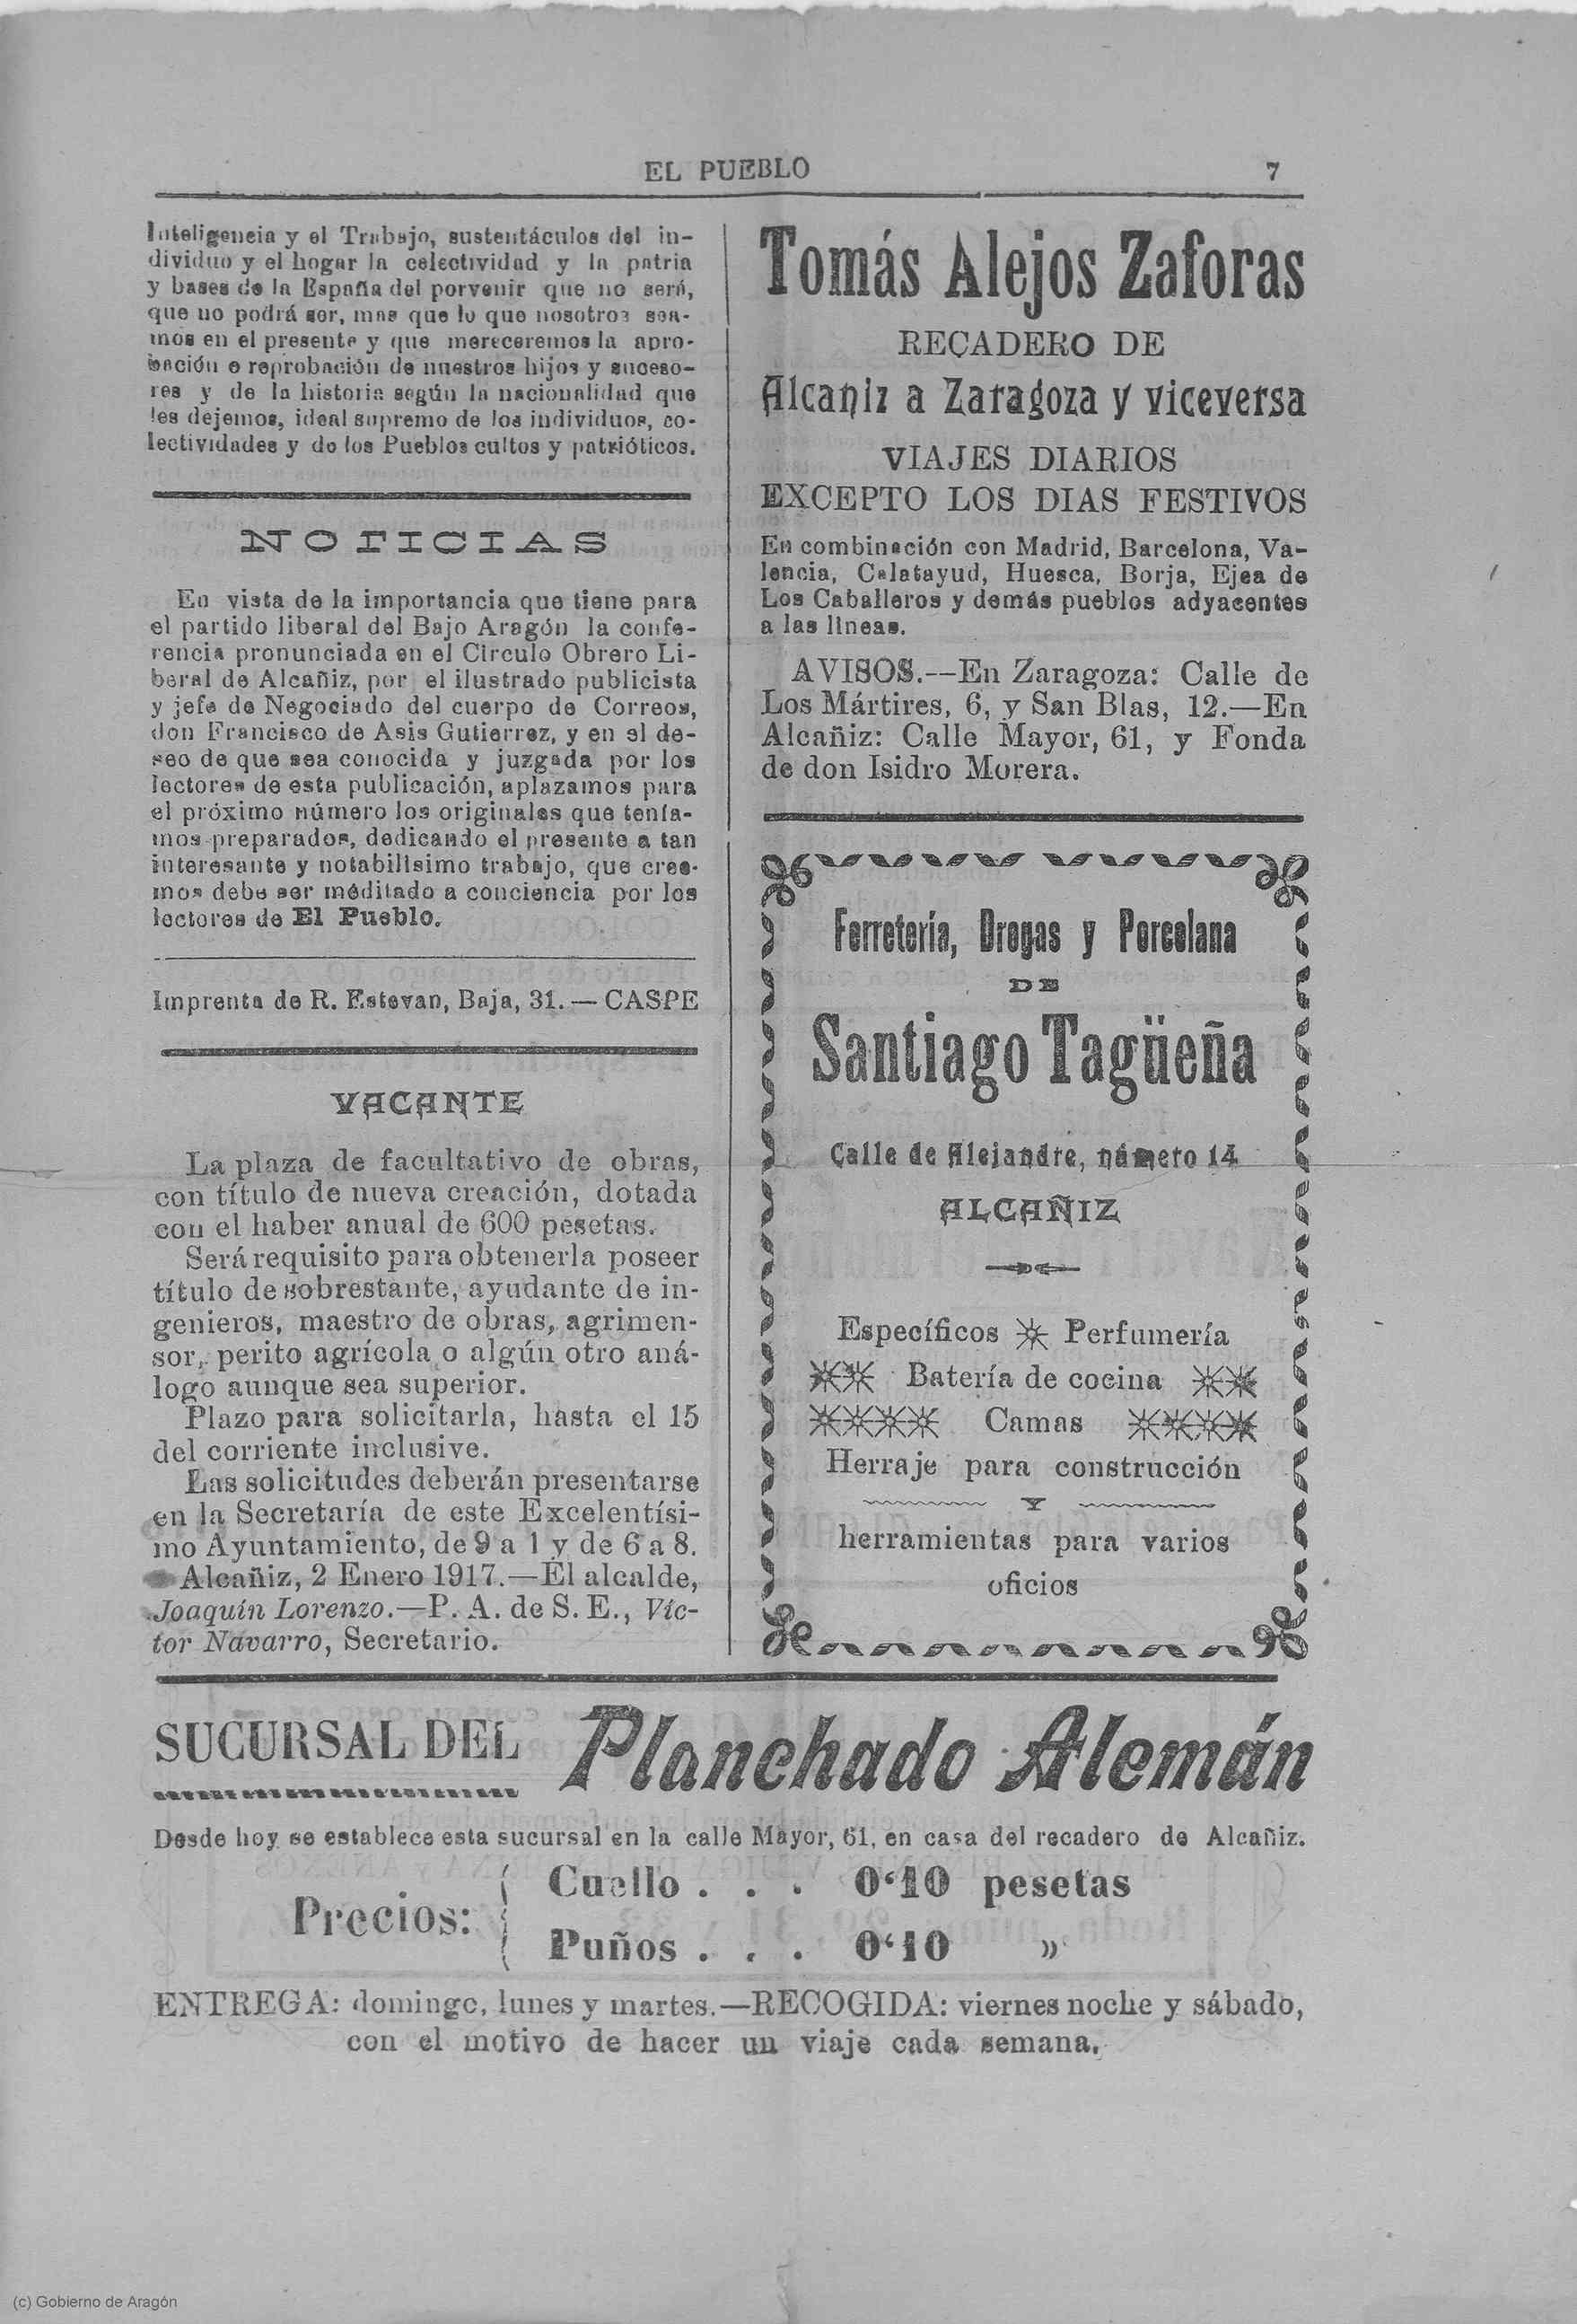 EL PUEBLO 7
Inteligencia y el Trabajo, sustentáculos del in-
dividuo y el hogar la celectividad y la patria
y bases de la España del porvenir que no será,
que no podrá ser, mas que lo que nosotros sea-
mos en el presente y que mereceremos la apro-
bación o reprobación de nuestros hijos y suceso-
res y de la historia según la nacionalidad que
les dejemos, ideal supremo de los individuos, co-
lectividades y de los Pueblos cultos y patrióticos.
NOTICIAS
En vista de la importancia que tiene para
el partido liberal del Bajo Aragón la confe-
rencia pronunciada en el Circulo Obrero Li-
beral de Alcañiz, por el ilustrado publicista
y jefe de Negociado del cuerpo de Correos,
don Francisco de Asis Gutierrez, y en el de-
seo de que sea conocida y juzgada por los
lectores de esta publicación, aplazamos para
el próximo número los originales que tenía-
mos preparados, dedicando el presente a tan
interesante y notabilisimo trabajo, que cree-
mos debe ser meditado a conciencia por los
lectores de El Pueblo.
Imprenta de R. Estevan, Baja, 31. — CASPE
VACANTE
La plaza de facultativo de obras,
con título de nueva creación, dotada
con el haber anual de 600 pesetas.
Será requisito para obtenerla poseer
título de sobrestante, ayudante de in-
genieros, maestro de obras, agrimen-
sor, perito agrícola o algún otro aná-
logo aunque sea superior.
Plazo para solicitarla, hasta el 15
del corriente inclusive.
Las solicitudes deberán presentarse
en la Secretaría de este Excelentísi-
mo Ayuntamiento, de 9 a 1 y de 6 a 8.
Alcañiz, 2 Enero 1917.—El alcalde,
Joaquín Lorenzo.—P. A. de S. E., Víc-
tor Navarro, Secretario.
Tomás Alejos Zaforas
RECADERO DE
Alcañiz a Zaragoza y viceversa
VIAJES DIARIOS
EXCEPTO LOS DIAS FESTIVOS
En combinación con Madrid, Barcelona, Va-
lencia, Calatayud, Huesca, Borja, Ejea de
Los Caballeros y demás pueblos adyacentes
a las líneas.
AVISOS.—En Zaragoza: Calle de
Los Mártires, 6, y San Blas, 12.—En
Alcañiz: Calle Mayor, 61, y Fonda
de don Isidro Morera.
Ferretería, Drogas y Porcelana
DE
Santiago Tagüeña
Calle de Alejandre, número 14
ALCAÑIZ
Específicos Perfumería
Batería de cocina
Camas
Herraje para construcción
Y
herramientas para varios
oficios
SUCURSAL DEL Planchado Alemán
Desde hoy se establece esta sucursal en la calle Mayor, 61, en casa del recadero de Alcañiz.
Precios:
Cuello . . . 0‘10 pesetas
Puños . . . 0‘10 »
ENTREGA: domingo, lunes y martes.—RECOGIDA: viernes noche y sábado,
con el motivo de hacer un viaje cada semana.
(c) Gobierno de Aragón